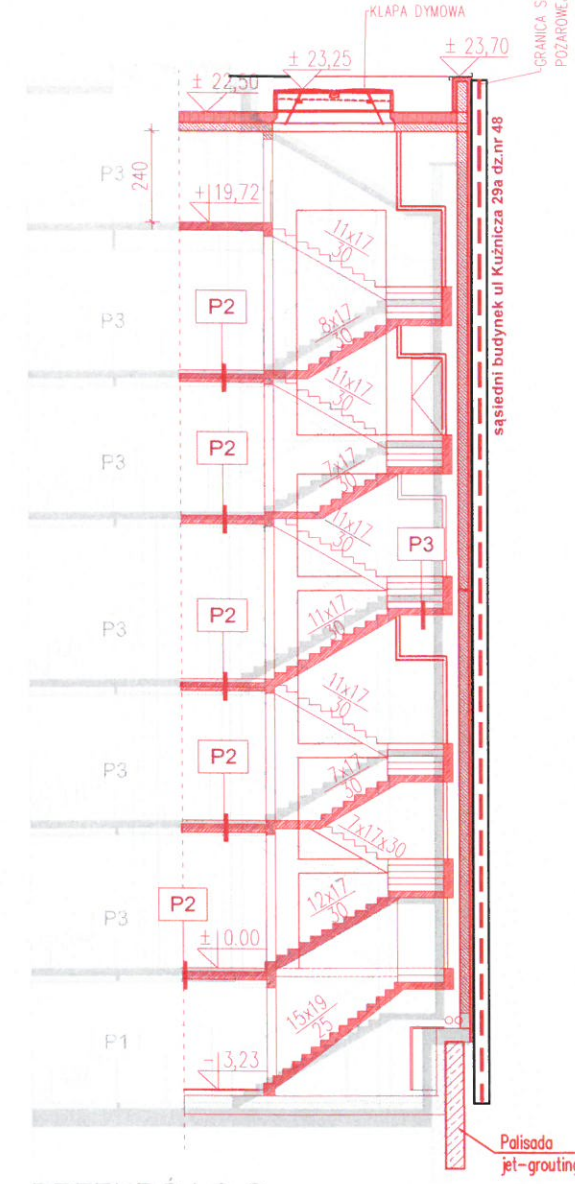 KLAPA DYMOWA
GRANICA S
POŻAROWEJ
± 23,25
± 23,70
± 22,50
sąsiedni budynek ul Kuźnicza 29a dz.nr 48
P3
240
+ 19,72
11x17
30
P3
P2
8x17
30
11x17
30
P3
P2
7x17
30
11x17
30
P3
P3
P2
11x17
30
11x17
30
P3
P2
7x17
30
7x17x30
P3
P2
12x17
30
± 0.00
15x19
25
P1
- 3,23
Palisada
jet-grouting